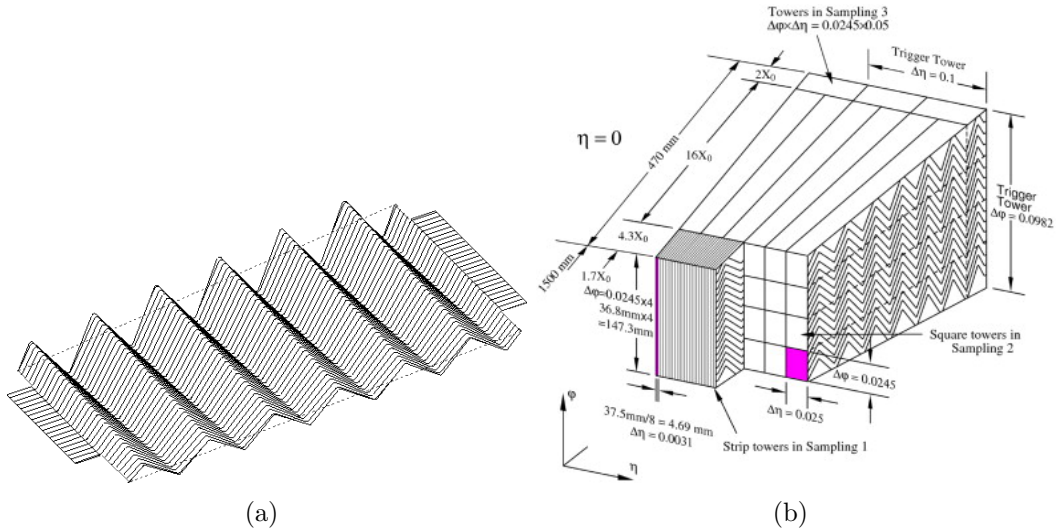 Towers in Sampling 3
Δφ×Δη = 0.0245×0.05
Trigger Tower
Δη = 0.1
2X₀
η = 0
470 mm
16X₀
Trigger
Tower
Δφ = 0.0982
4.3X₀
1500 mm
1.7X₀
Δφ=0.0245x4
36.8mmx4
=147.3mm
Square towers in
Sampling 2
Δφ = 0.0245
Δη = 0.025
37.5mm/8 = 4.69 mm
Δη = 0.0031
Strip towers in Sampling 1
φ
η
(a)
(b)